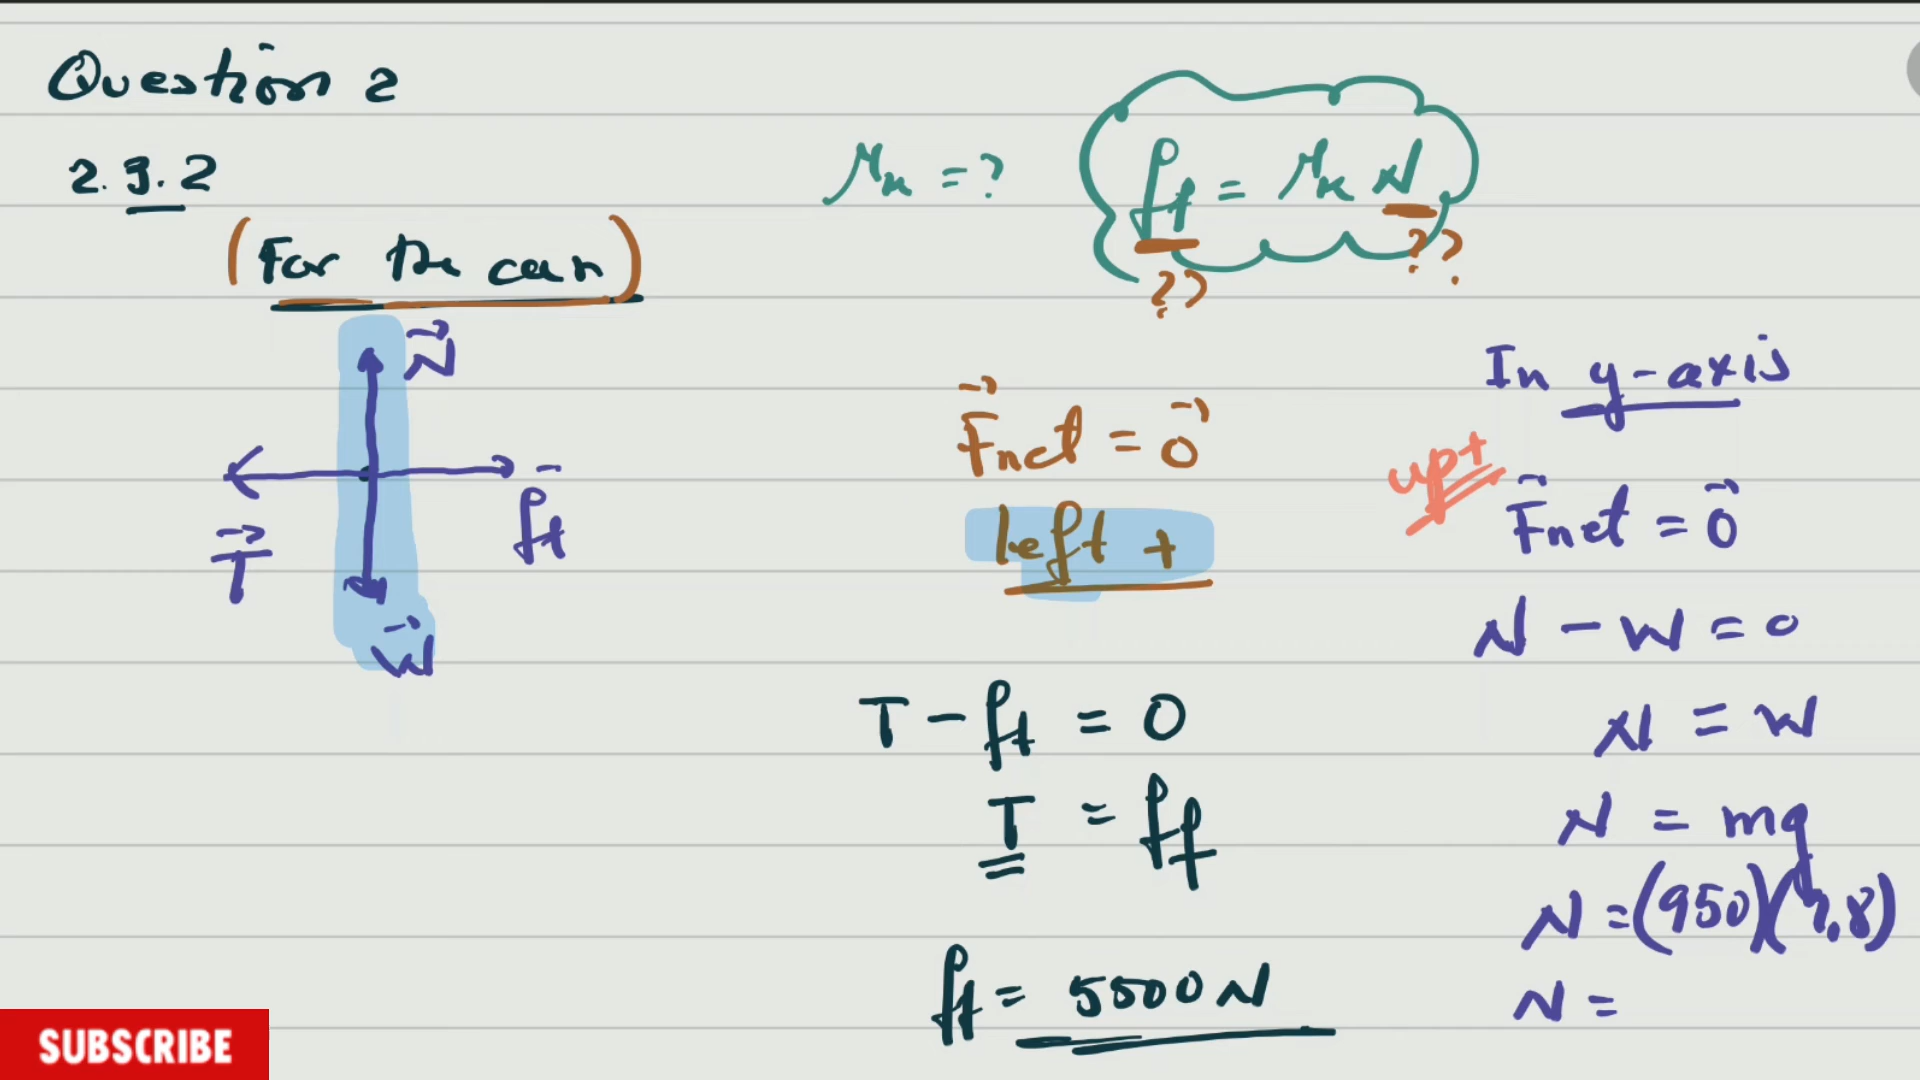 Question 2
2.3.2
(For the car)
μk = ?
ff = μk N
??
??
N
T
ff
W
Fnet = 0
left +
T - ff = 0
T = ff
ff = 5500 N
In y-axis
up +
Fnet = 0
N - W = 0
N = W
N = mg
N = (950)(9,8)
N =
SUBSCRIBE